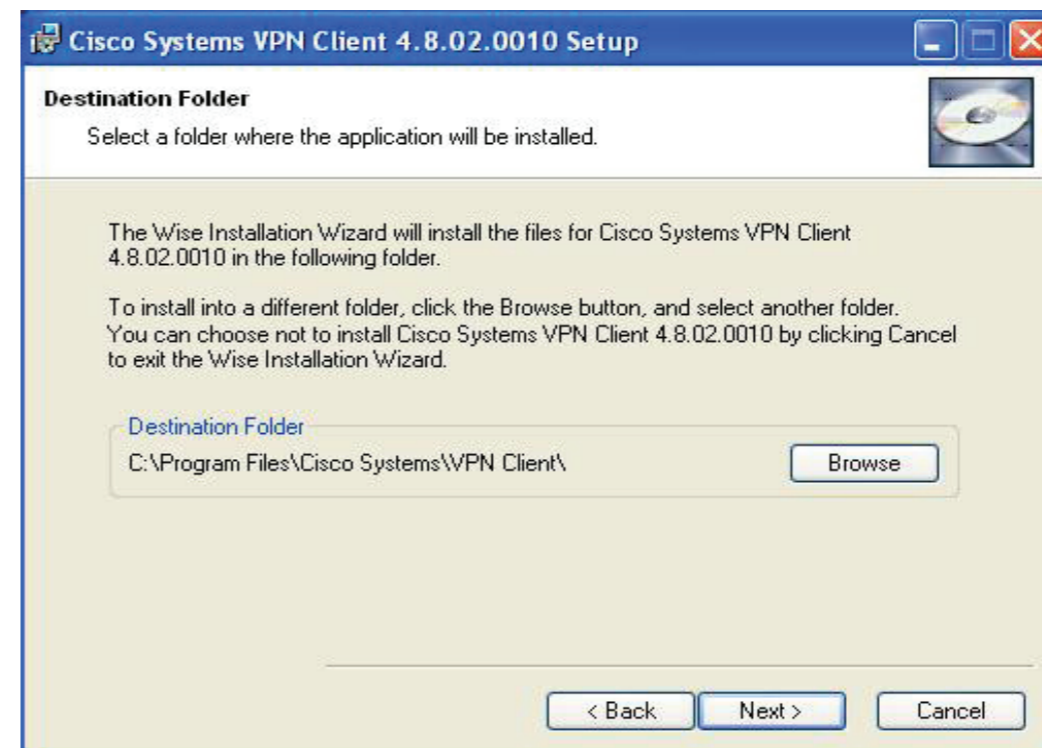 Cisco Systems VPN Client 4.8.02.0010 Setup
Destination Folder
Select a folder where the application will be installed.
The Wise Installation Wizard will install the files for Cisco Systems VPN Client
4.8.02.0010 in the following folder.
To install into a different folder, click the Browse button, and select another folder.
You can choose not to install Cisco Systems VPN Client 4.8.02.0010 by clicking Cancel
to exit the Wise Installation Wizard.
Destination Folder
C:\Program Files\Cisco Systems\VPN Client\
Browse
< Back
Next >
Cancel